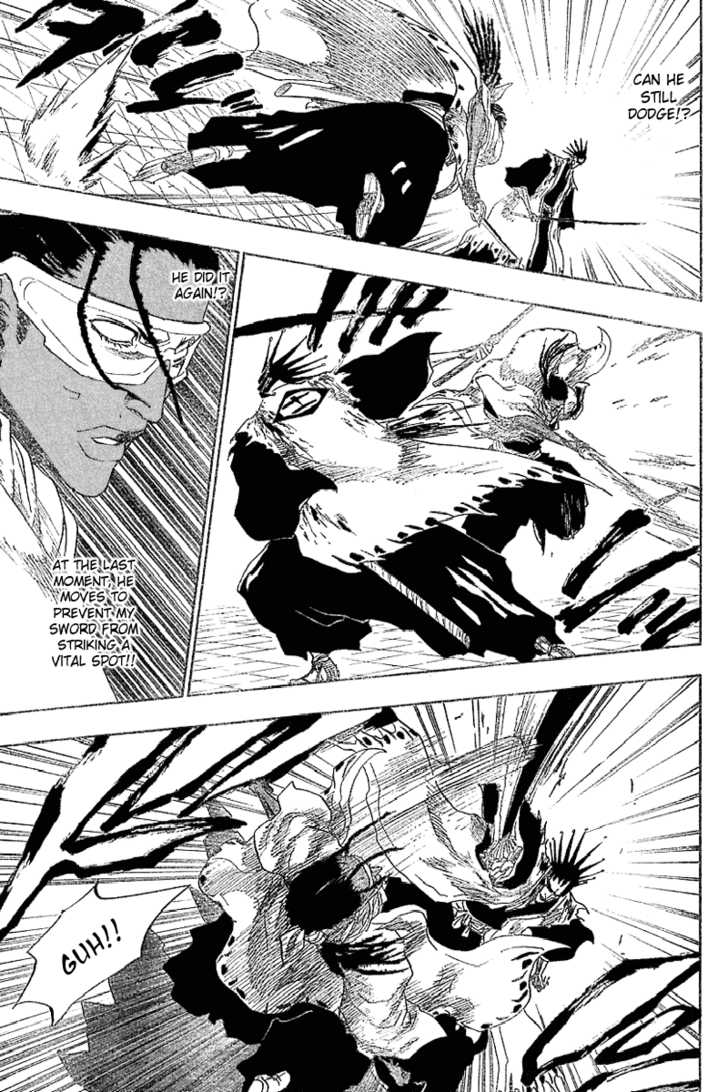 CAN HE
STILL
DODGE!?
HE DID IT
AGAIN!?
AT THE LAST
MOMENT, HE
MOVES TO
PREVENT MY
SWORD FROM
STRIKING A
VITAL SPOT!!
GUH!!